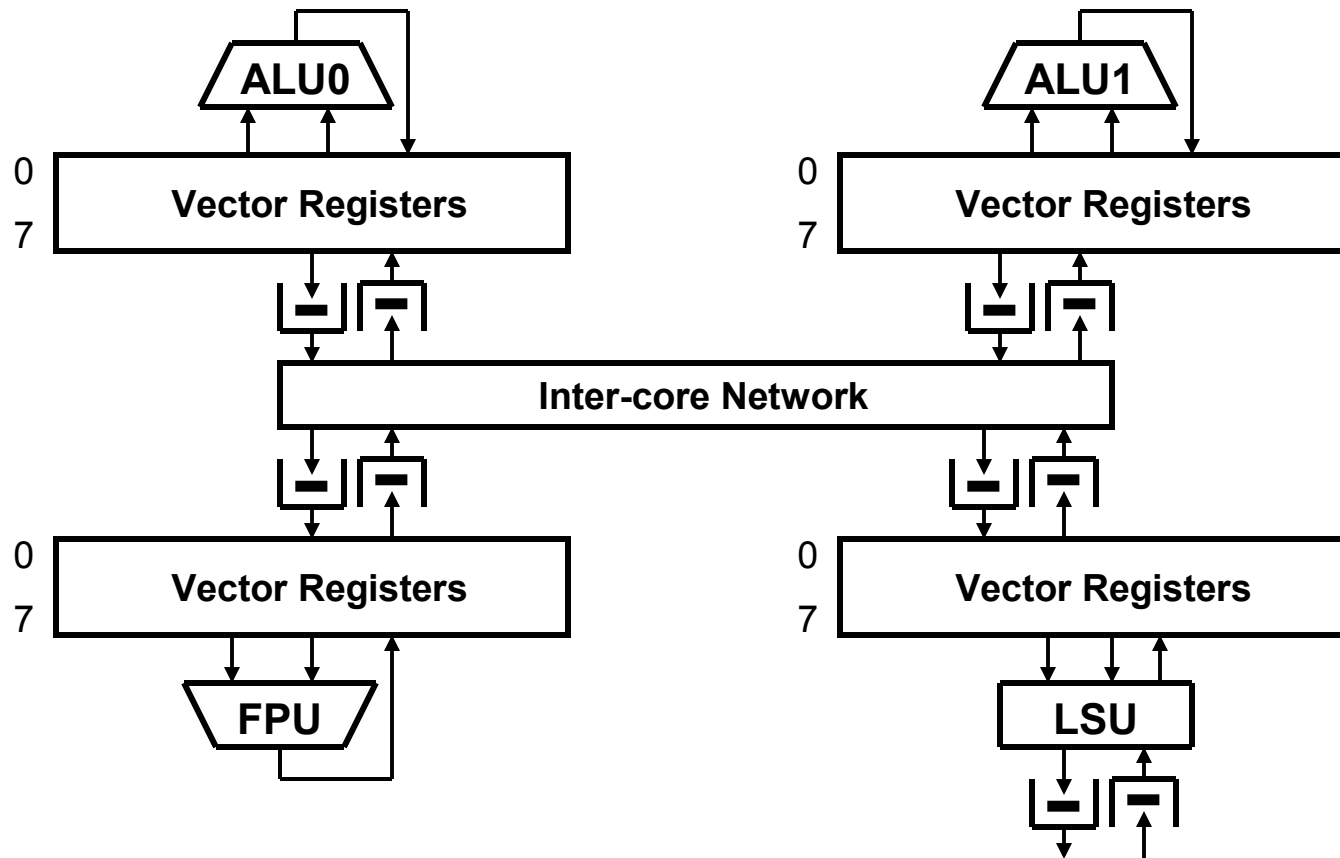 ALU0
ALU1
0
Vector Registers
7
0
Vector Registers
7
Inter-core Network
0
Vector Registers
7
0
Vector Registers
7
FPU
LSU